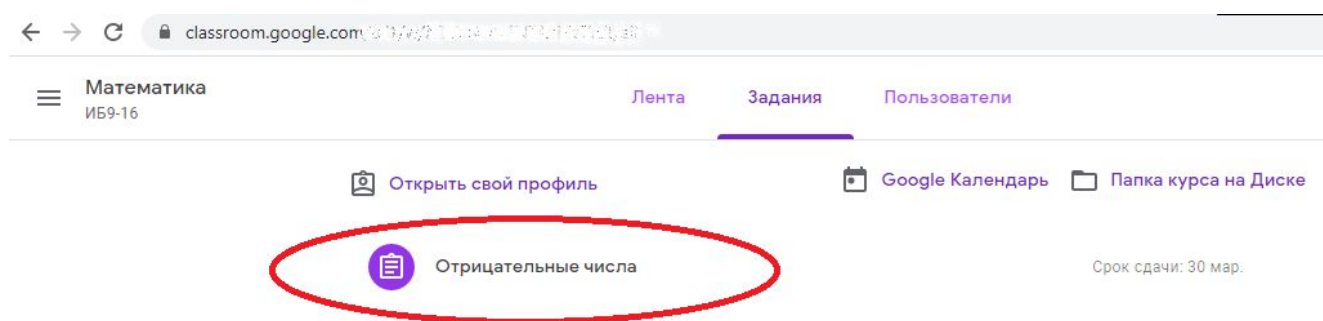 classroom.google.com
Математика
ИБ9-16
Лента Задания Пользователи
Открыть свой профиль Google Календарь Папка курса на Диске
Отрицательные числа Срок сдачи: 30 мар.